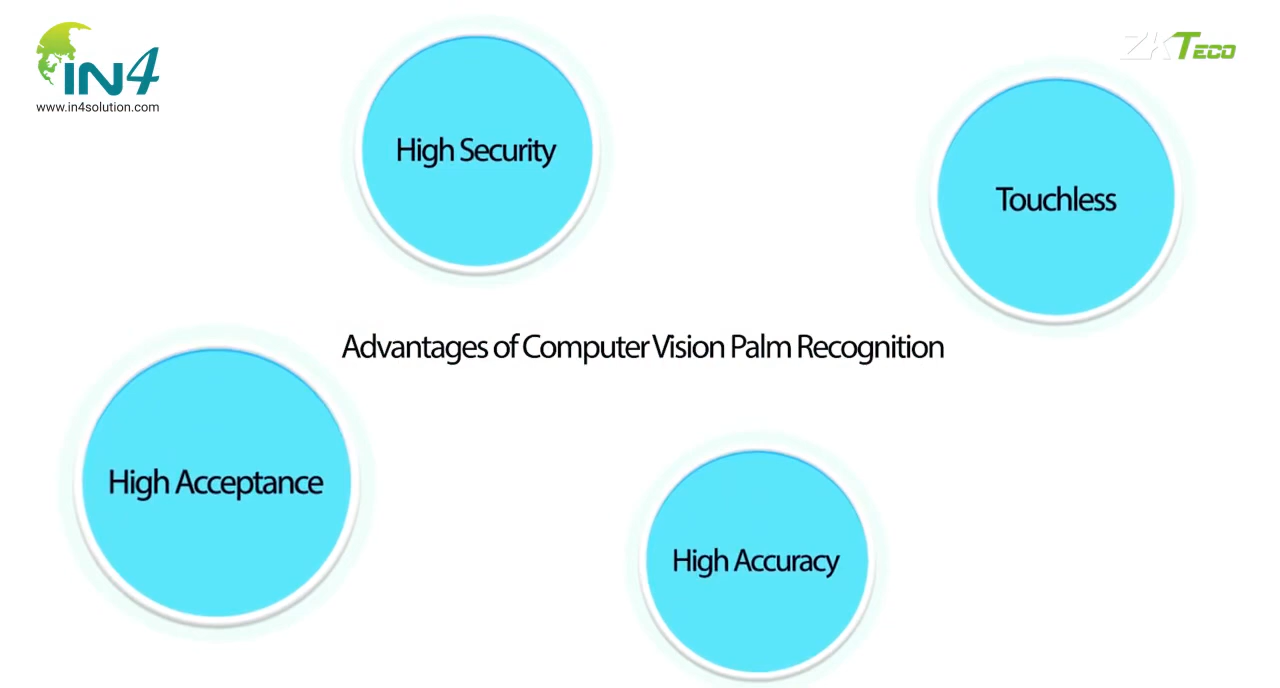 IN4
www.in4solution.com
ZKTeco
High Security
Touchless
Advantages of Computer Vision Palm Recognition
High Acceptance
High Accuracy